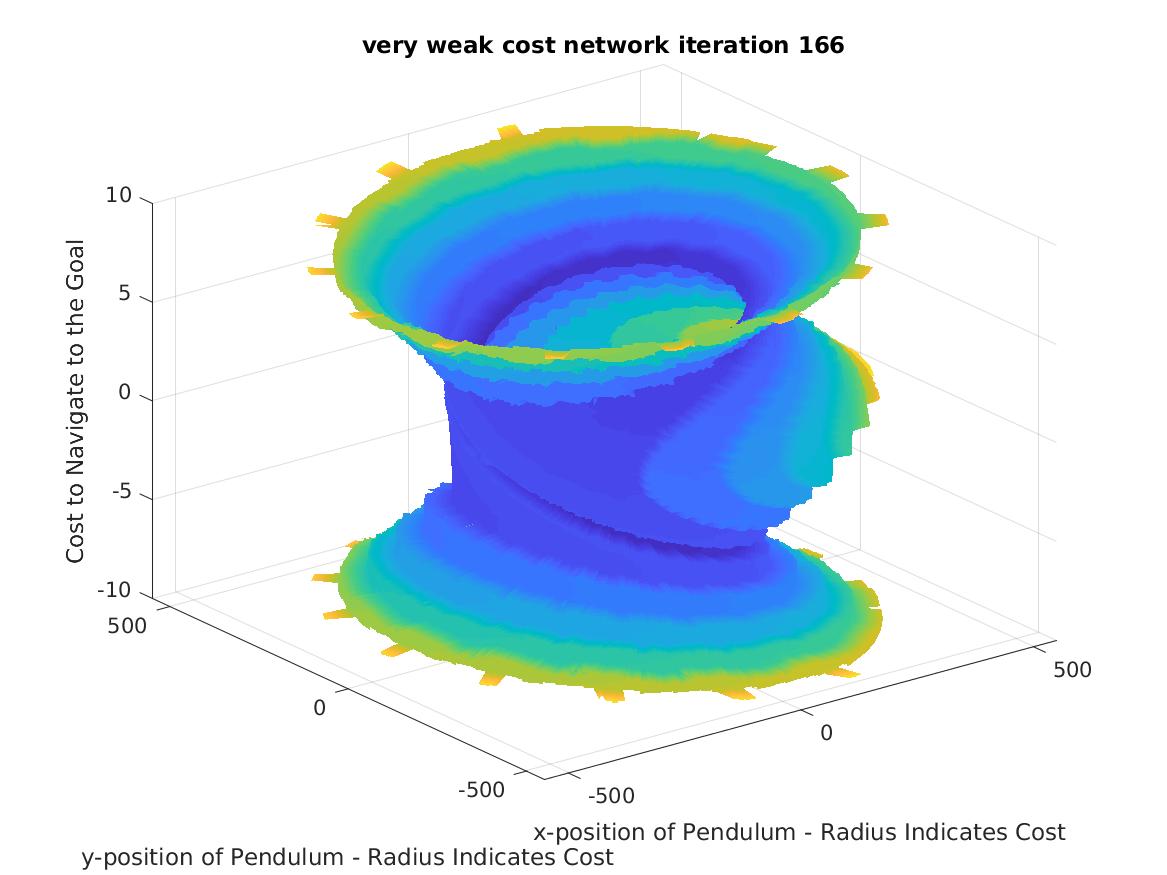 very weak cost network iteration 166
10
5
0
-5
-10
Cost to Navigate to the Goal
500
0
-500
-500
0
500
x-position of Pendulum - Radius Indicates Cost
y-position of Pendulum - Radius Indicates Cost